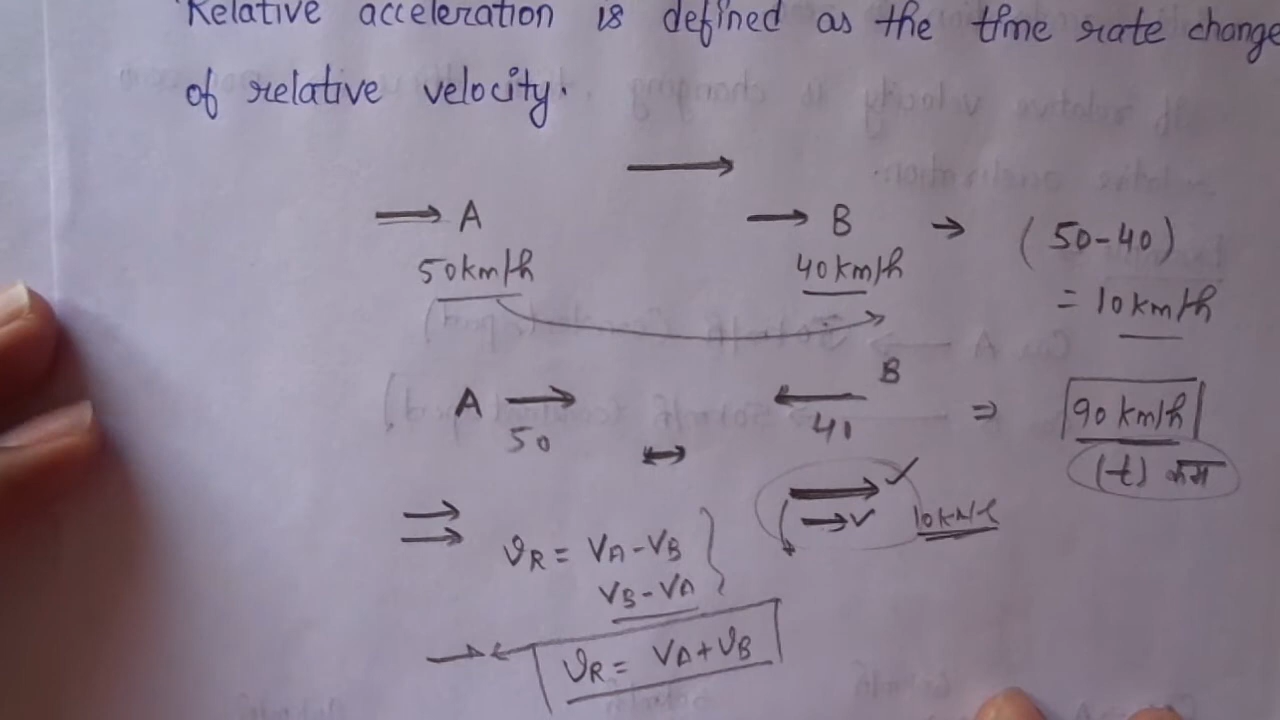 Relative acceleration is defined as the time rate change
of relative velocity.
→ A → B → (50-40)
50km/h 40km/h = 10km/h
A → ← B ⇒ 90 km/h
50 41 (t) कम
VR = VA - VB 10km/h
VB - VA
VR = VA + VB